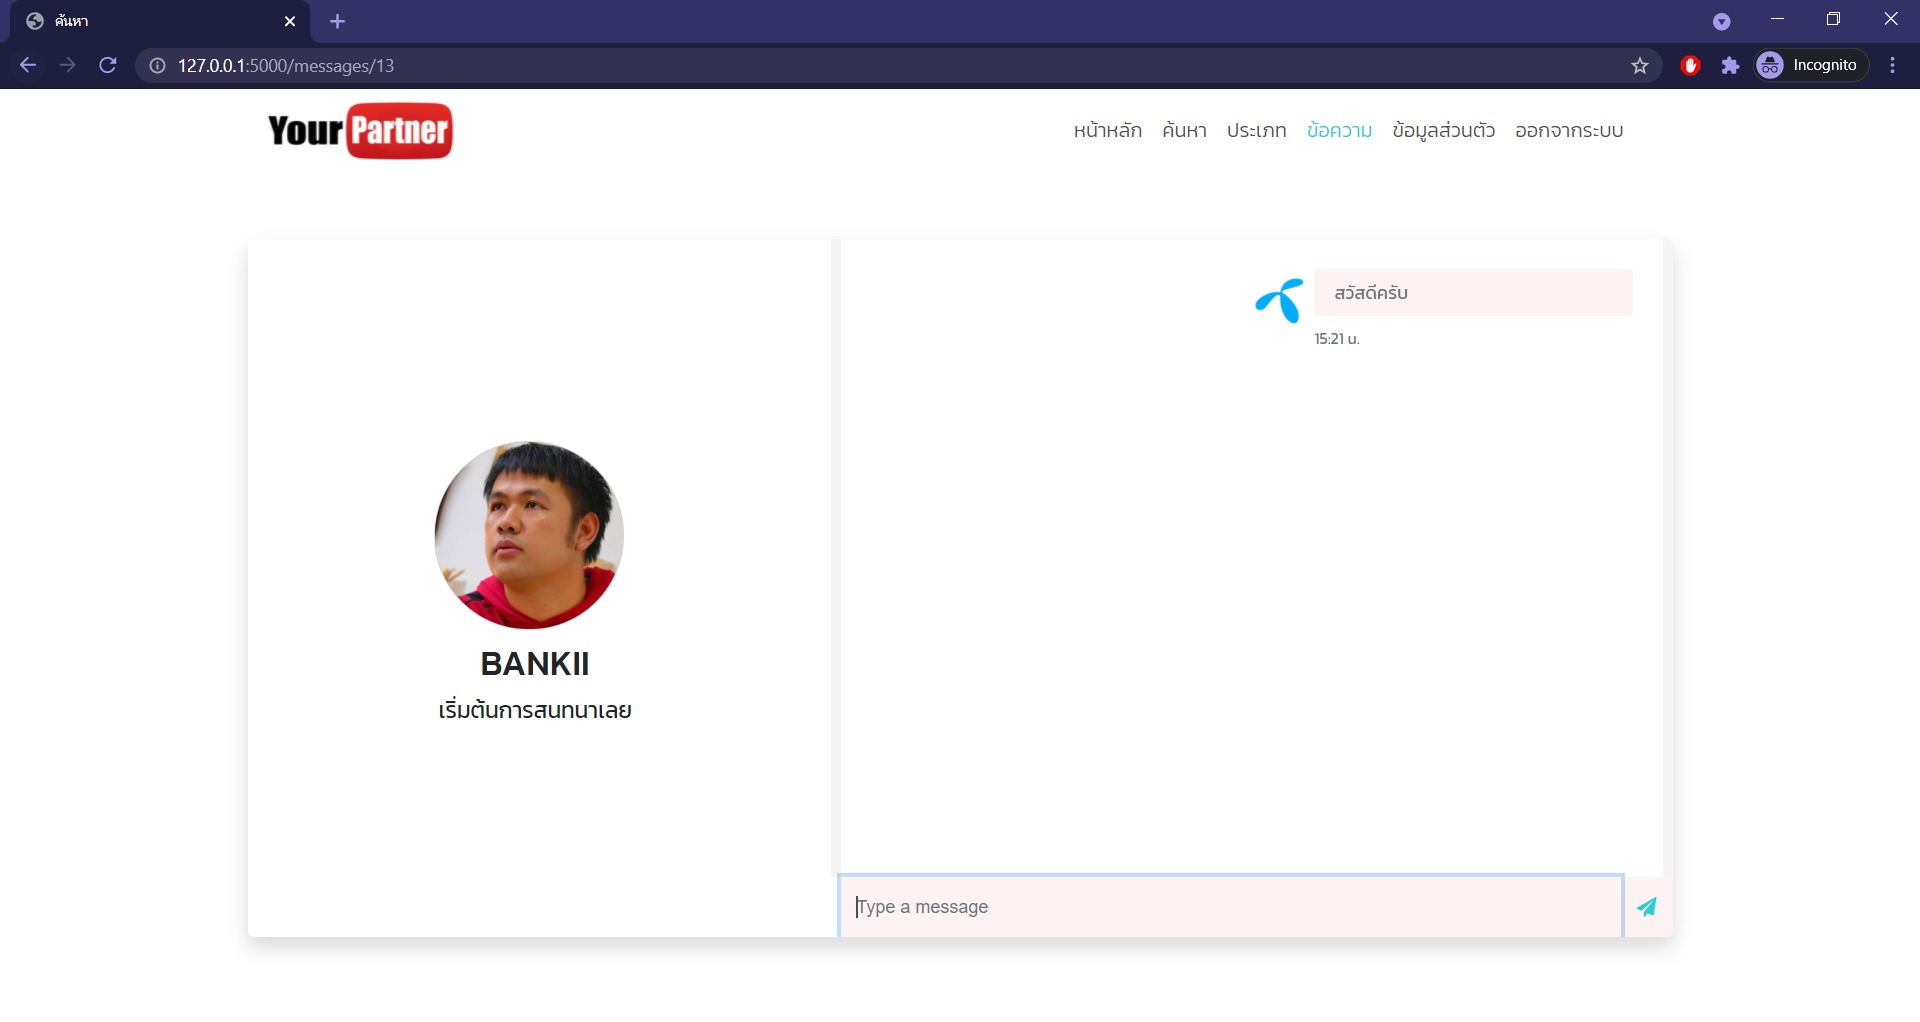 ค้นหา
127.0.0.1:5000/messages/13
Incognito
Your Partner
หน้าหลัก ค้นหา ประเภท ข้อความ ข้อมูลส่วนตัว ออกจากระบบ
สวัสดีครับ
15:21 น.
BANKII
เริ่มต้นการสนทนาเลย
Type a message